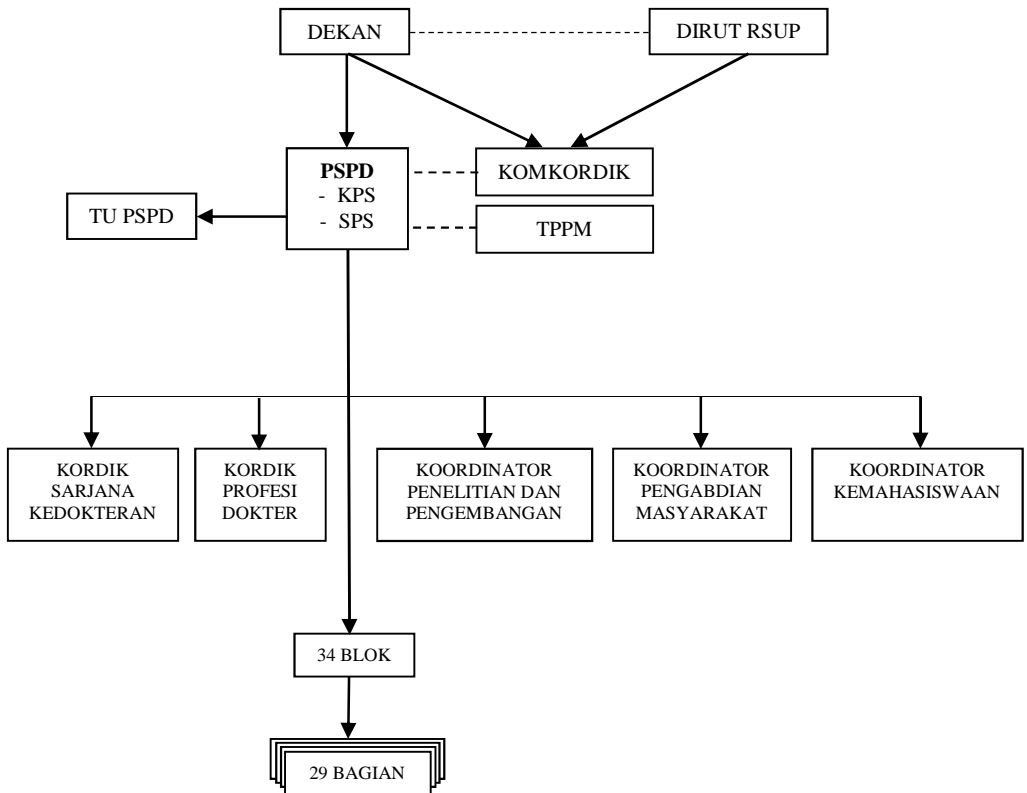 DEKAN
DIRUT RSUP
PSPD
- KPS
- SPS
KOMKORDIK
TU PSPD
TPPM
KORDIK
SARJANA
KEDOKTERAN
KORDIK
PROFESI
DOKTER
KOORDINATOR
PENELITIAN DAN
PENGEMBANGAN
KOORDINATOR
PENGABDIAN
MASYARAKAT
KOORDINATOR
KEMAHASISWAAN
34 BLOK
29 BAGIAN